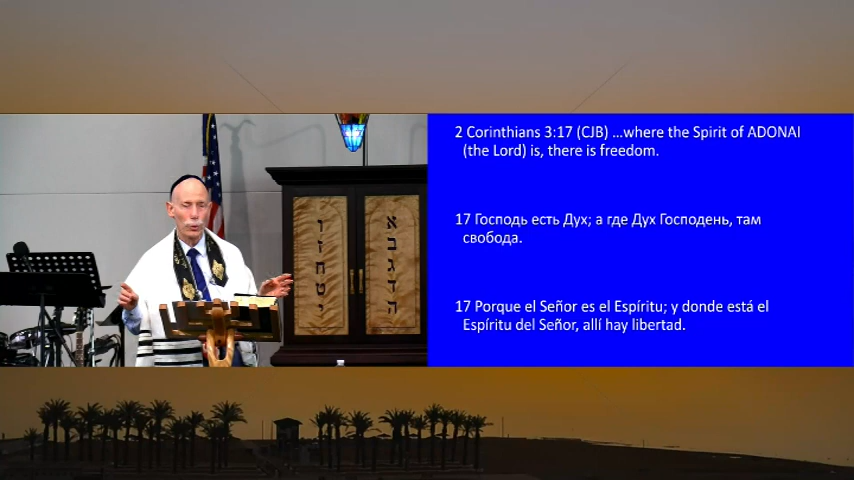 2 Corinthians 3:17 (CJB) ...where the Spirit of ADONAI
(the Lord) is, there is freedom.
17 Господь есть Дух; а где Дух Господень, там
свобода.
17 Porque el Señor es el Espíritu; y donde está el
Espíritu del Señor, allí hay libertad.
א
ב
ג
ד
ה
ו
ז
ח
ט
י